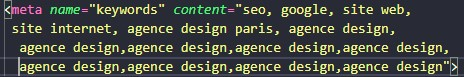 <meta name="keywords" content="seo, google, site web,
site internet, agence design paris, agence design,
agence design,agence design,agence design,agence design,
agence design,agence design,agence design,agence design">